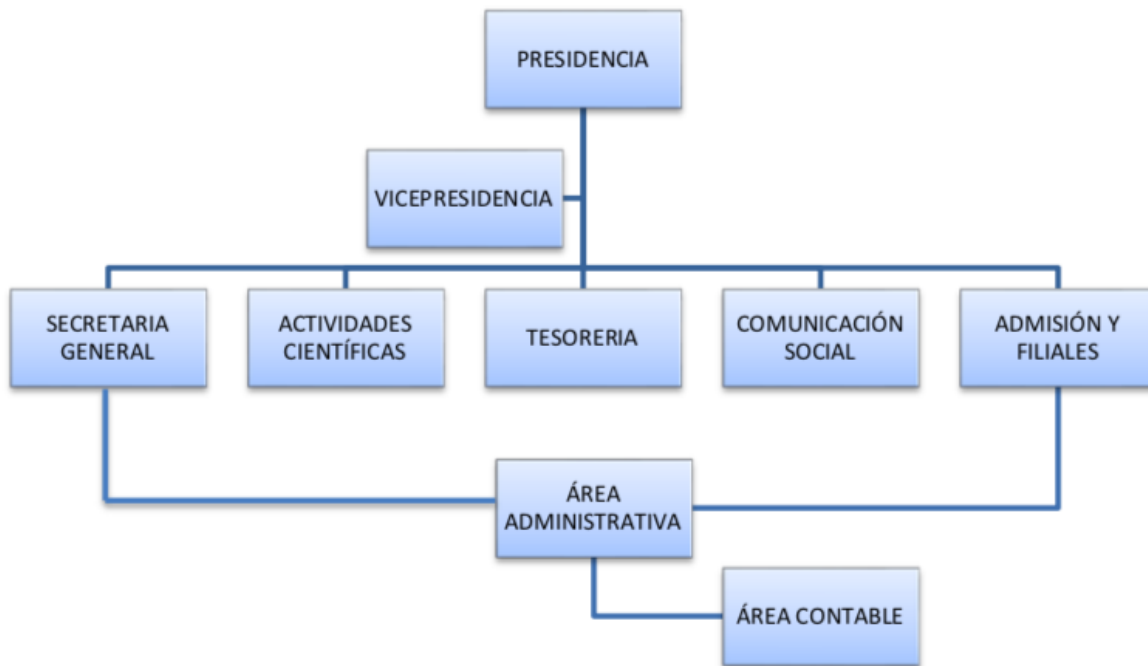 PRESIDENCIA
VICEPRESIDENCIA
SECRETARIA
GENERAL
ACTIVIDADES
CIENTÍFICAS
TESORERIA
COMUNICACIÓN
SOCIAL
ADMISIÓN Y
FILIALES
ÁREA
ADMINISTRATIVA
ÁREA CONTABLE